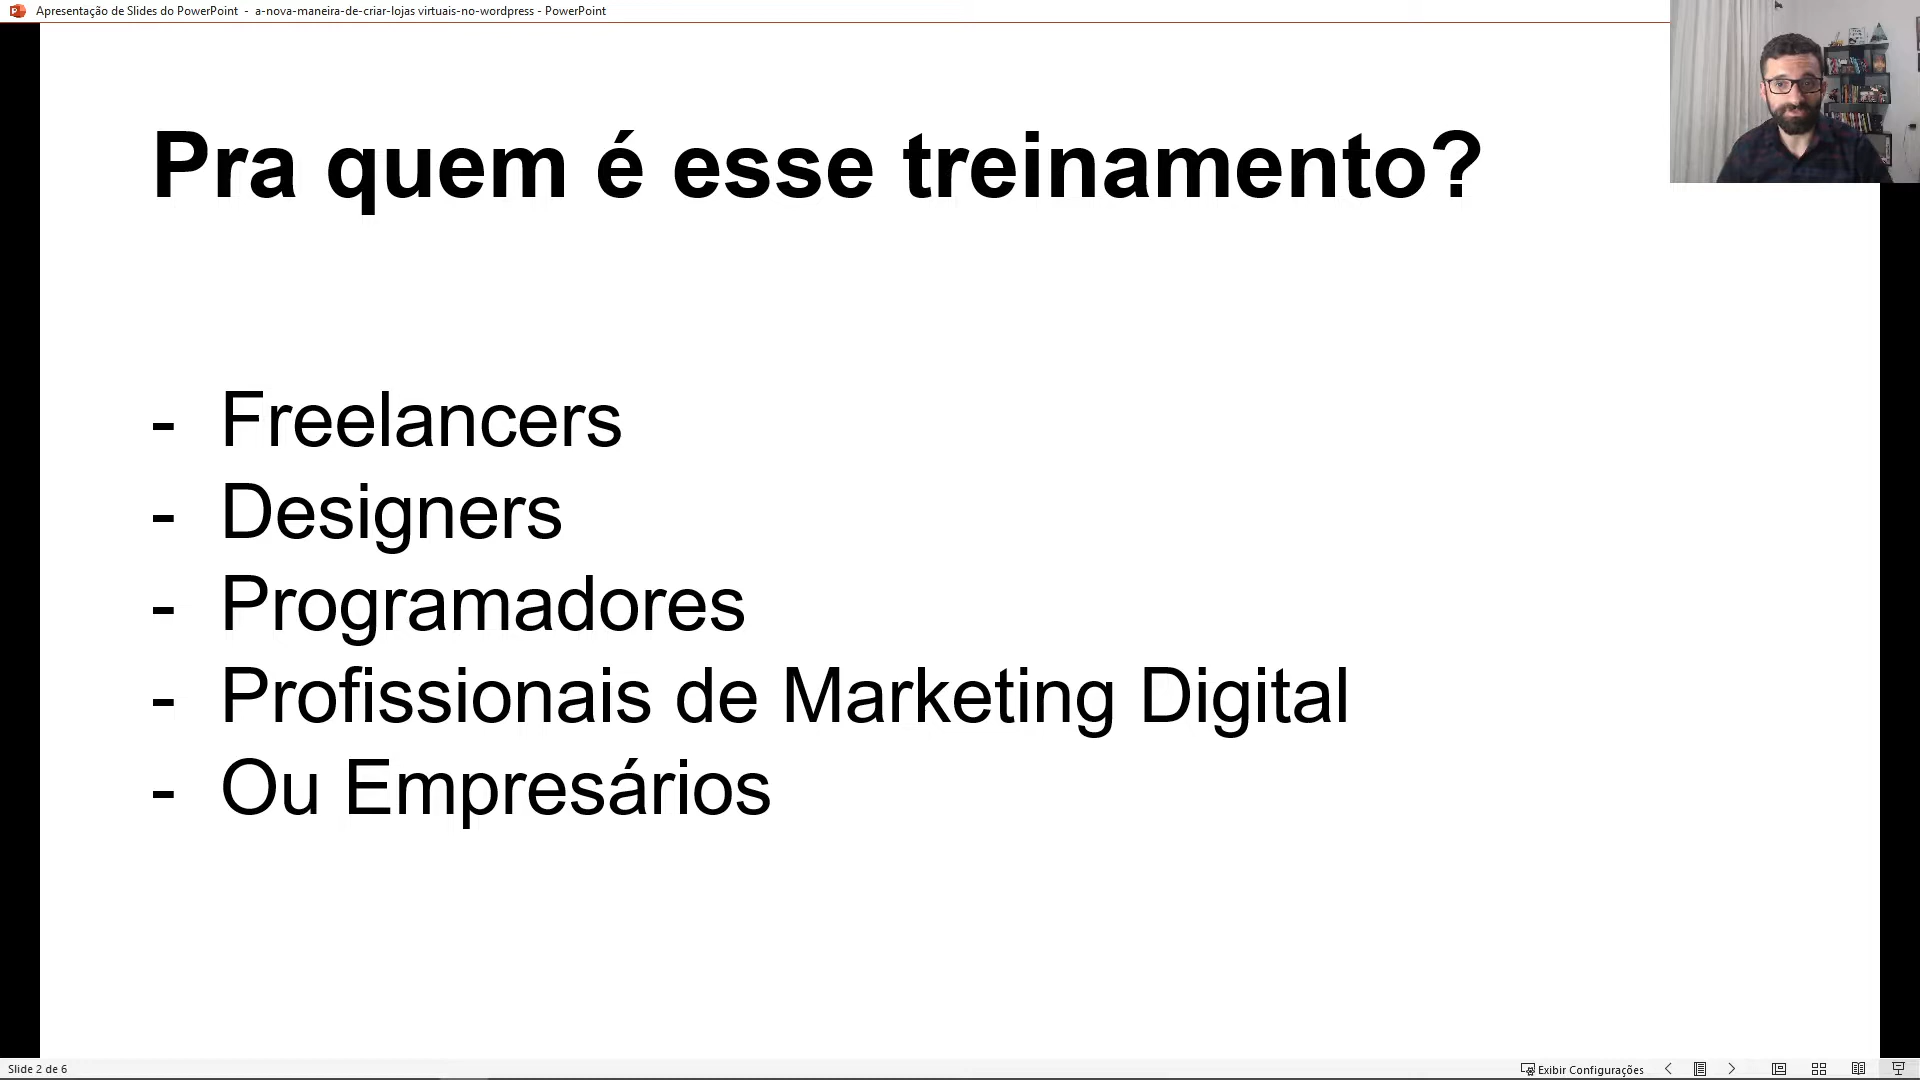 Apresentação de Slides do PowerPoint - a-nova-maneira-de-criar-lojas virtuais-no-wordpress - PowerPoint
Pra quem é esse treinamento?
- Freelancers
- Designers
- Programadores
- Profissionais de Marketing Digital
- Ou Empresários
Slide 2 de 6
Exibir Configurações